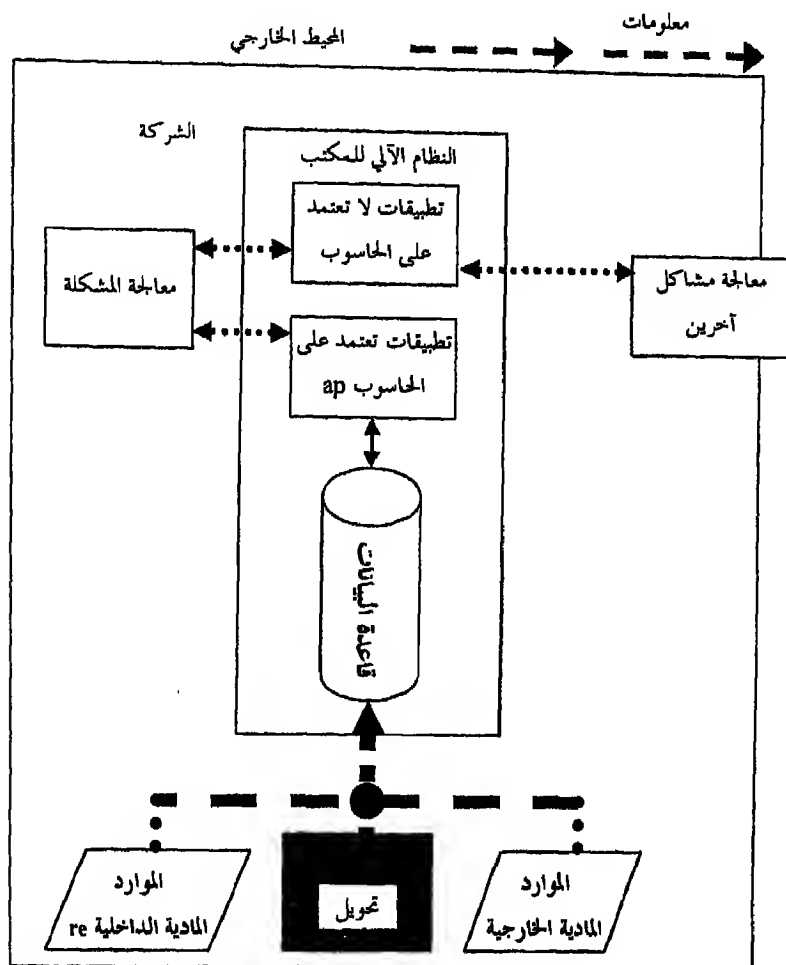 معلومات
المحيط الخارجي
الشركة
النظام الآلي للمكتب
تطبيقات لا تعتمد
على الحاسوب
معالجة المشكلة
معالجة مشاكل
آخرين
تطبيقات تعتمد على
الحاسوب ap
قاعدة البيانات
الموارد
المادية الخارجية
تحويل
الموارد
المادية الداخلية re